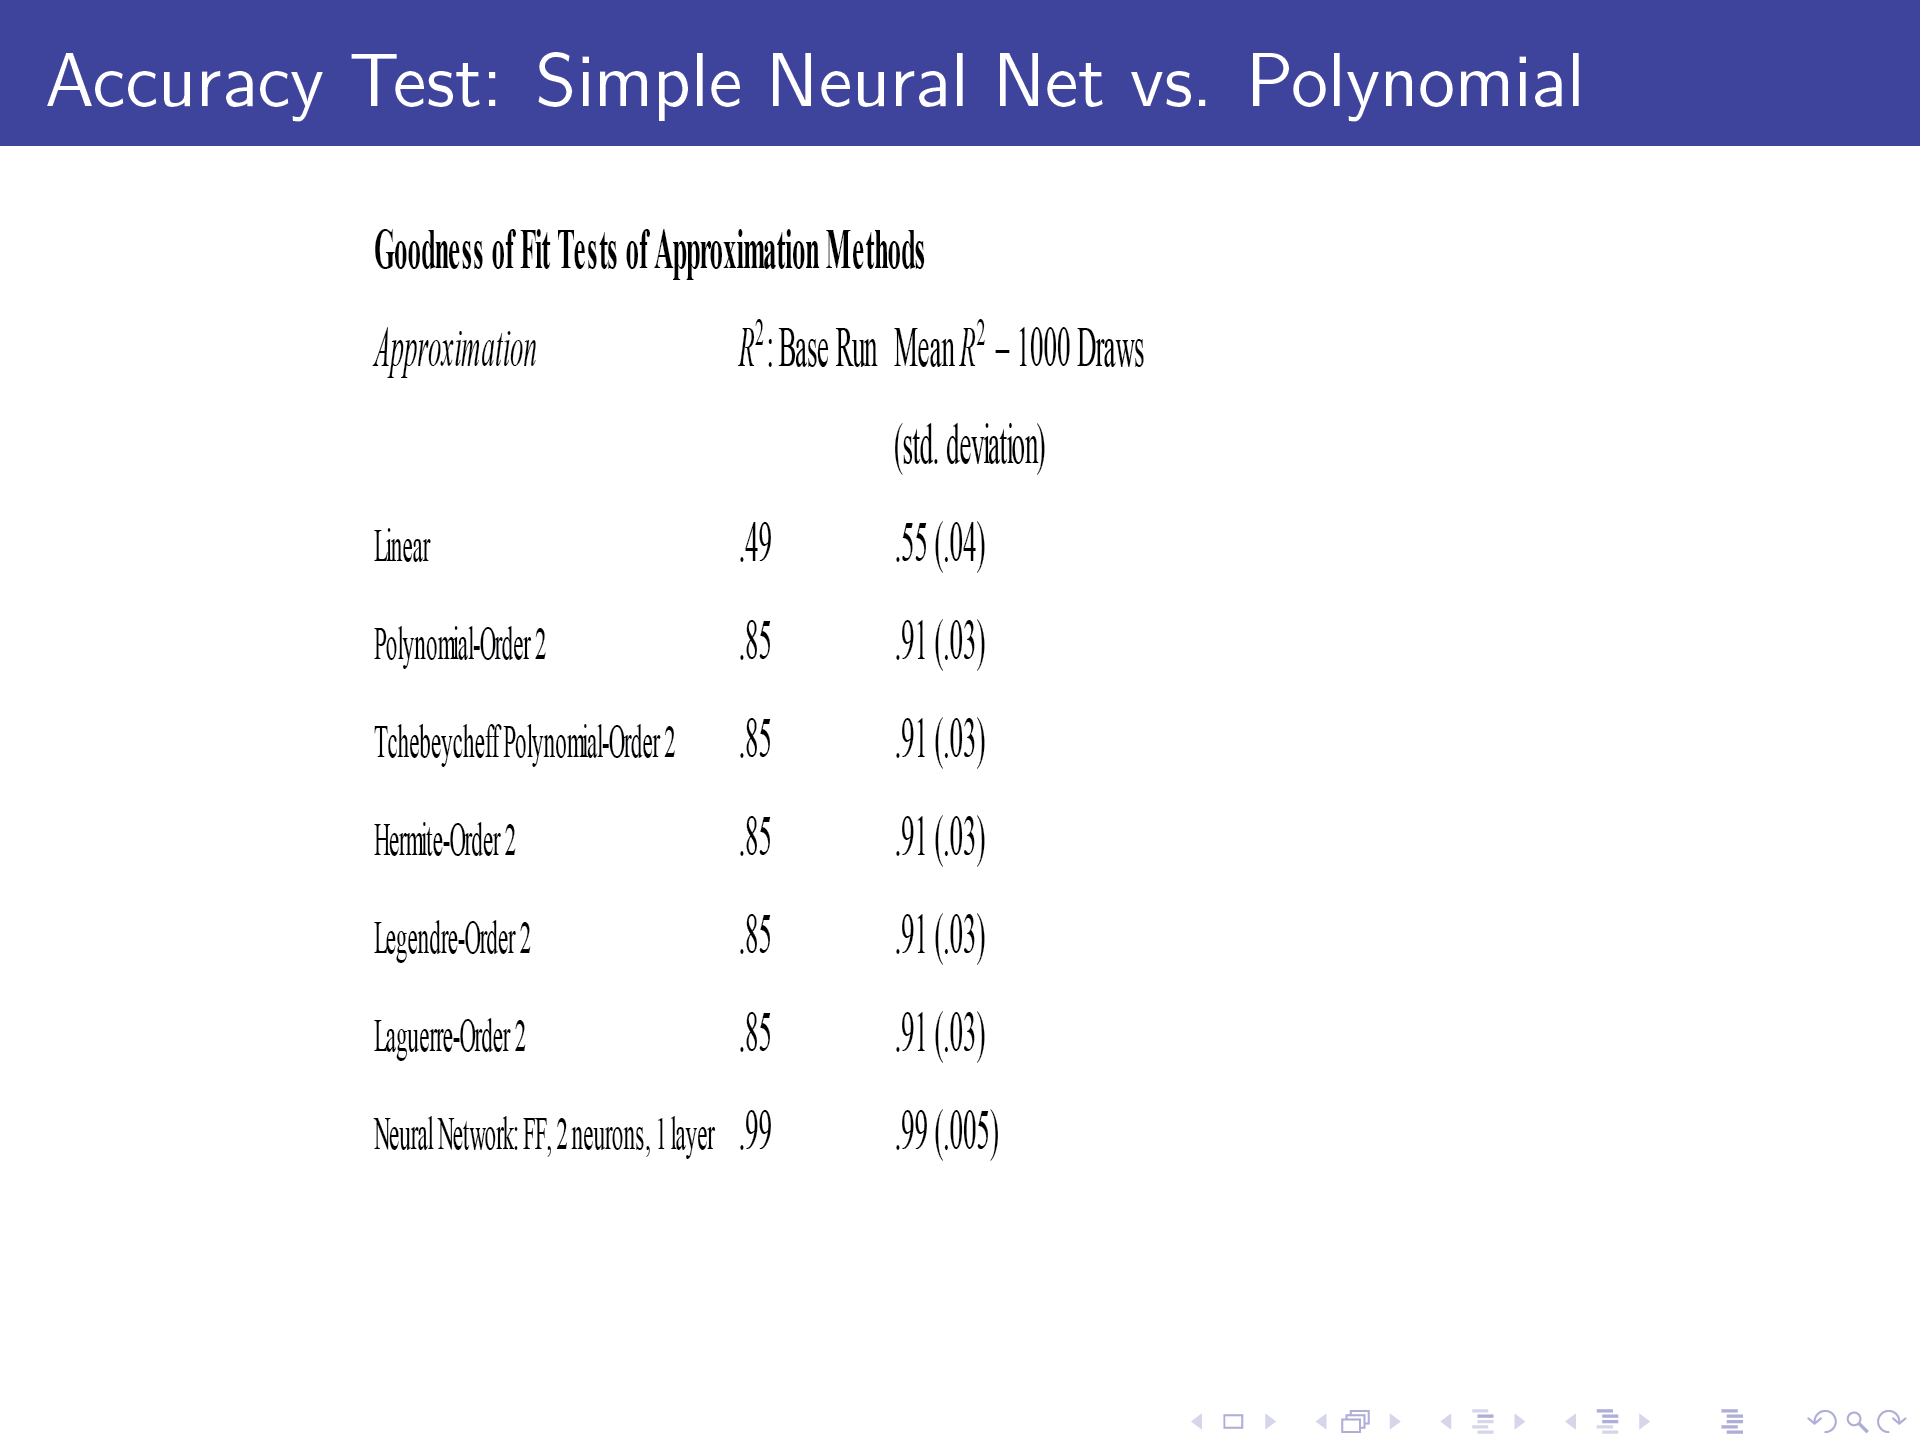 Accuracy Test: Simple Neural Net vs. Polynomial
Goodness of Fit Tests of Approximation Methods
Approximation R²: Base Run Mean R² – 1000 Draws
(std. deviation)
Linear .49 .55 (.04)
Polynomial-Order 2 .85 .91 (.03)
Tchebeycheff Polynomial-Order 2 .85 .91 (.03)
Hermite-Order 2 .85 .91 (.03)
Legendre-Order 2 .85 .91 (.03)
Laguerre-Order 2 .85 .91 (.03)
Neural Network: FF, 2 neurons, 1 layer .99 .99 (.005)